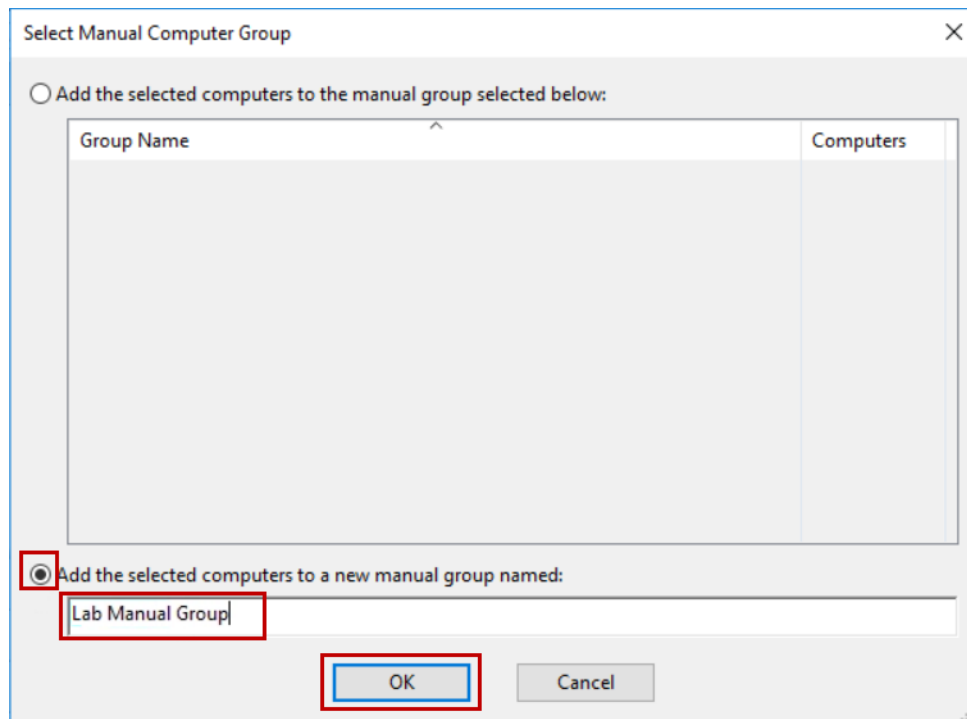 Select Manual Computer Group
Add the selected computers to the manual group selected below:
Group Name Computers
Add the selected computers to a new manual group named:
Lab Manual Group
OK Cancel